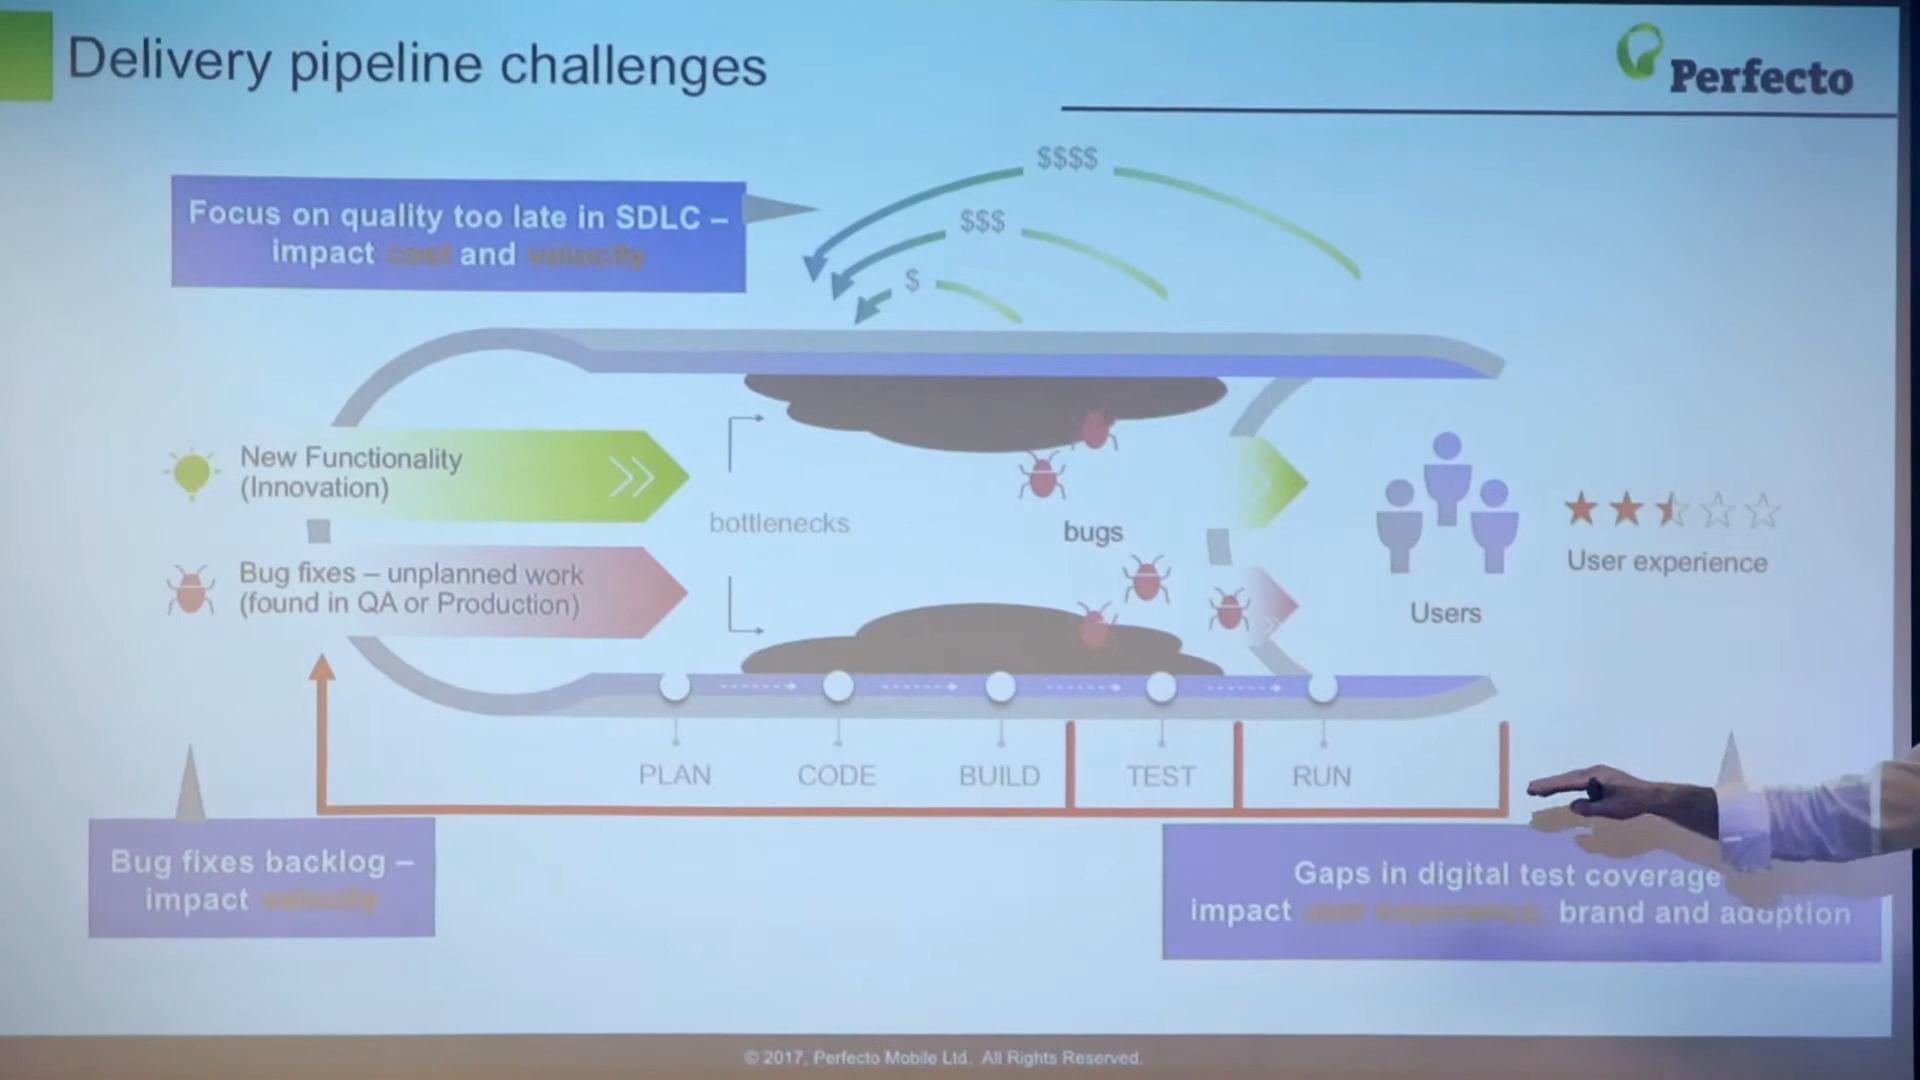 Delivery pipeline challenges
Perfecto
$$$$
$$$
$
Focus on quality too late in SDLC –
impact cost and velocity
New Functionality
(Innovation)
bottlenecks
bugs
Bug fixes – unplanned work
(found in QA or Production)
Users
User experience
PLAN
CODE
BUILD
TEST
RUN
Bug fixes backlog –
impact velocity
Gaps in digital test coverage
impact user experience, brand and adoption
© 2017, Perfecto Mobile Ltd. All Rights Reserved.